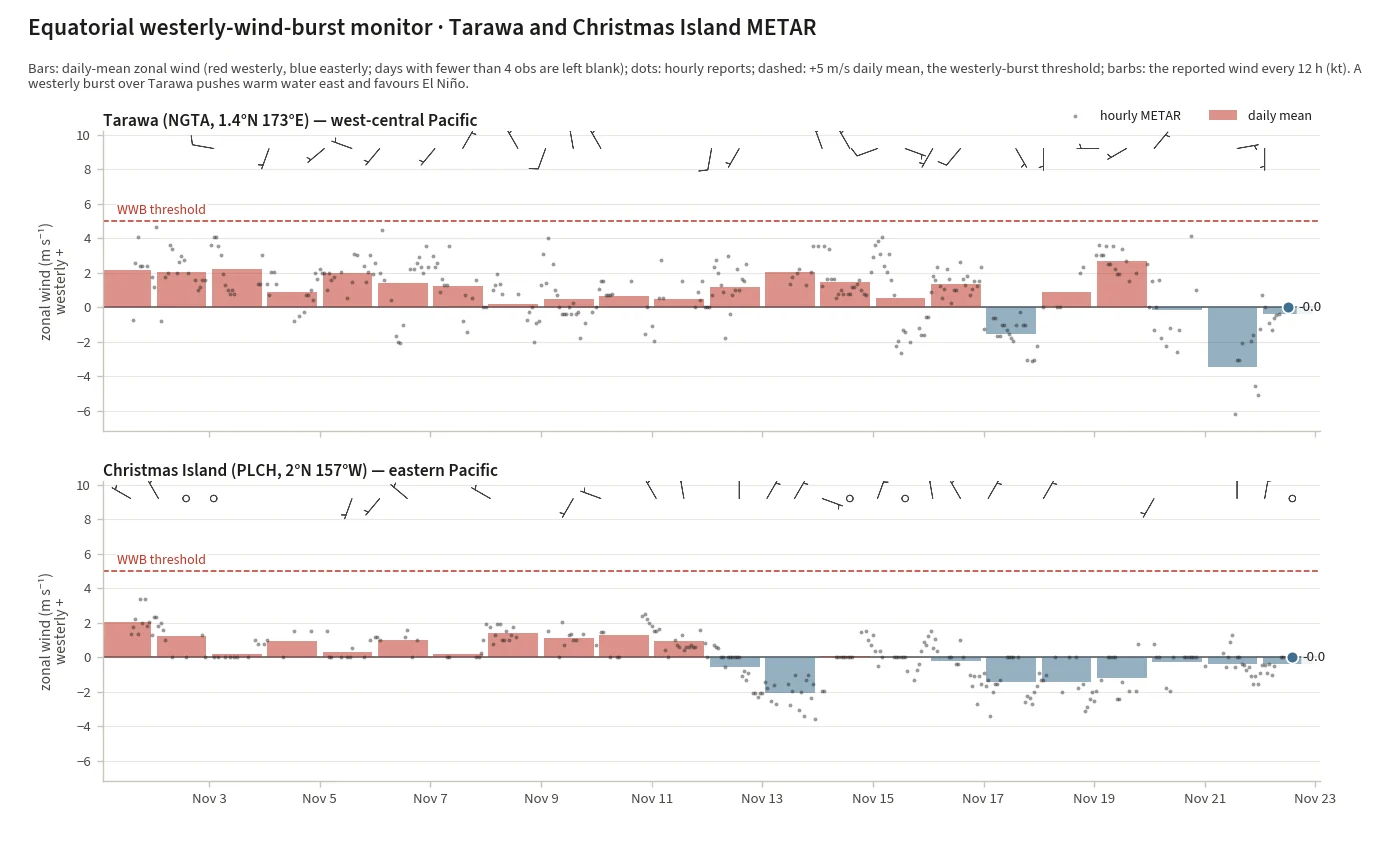 Equatorial westerly-wind-burst monitor · Tarawa and Christmas Island METAR
Bars: daily-mean zonal wind (red westerly, blue easterly; days with fewer than 4 obs are left blank); dots: hourly reports; dashed: +5 m/s daily mean, the westerly-burst threshold; barbs: the reported wind every 12 h (kt). A
westerly burst over Tarawa pushes warm water east and favours El Niño.
Tarawa (NGTA, 1.4°N 173°E) — west-central Pacific
hourly METAR
daily mean
10
8
6
4
2
0
−2
−4
−6
zonal wind (m s⁻¹)
westerly +
WWB threshold
-0.0
Christmas Island (PLCH, 2°N 157°W) — eastern Pacific
10
8
6
4
2
0
−2
−4
−6
zonal wind (m s⁻¹)
westerly +
WWB threshold
-0.0
Nov 3
Nov 5
Nov 7
Nov 9
Nov 11
Nov 13
Nov 15
Nov 17
Nov 19
Nov 21
Nov 23